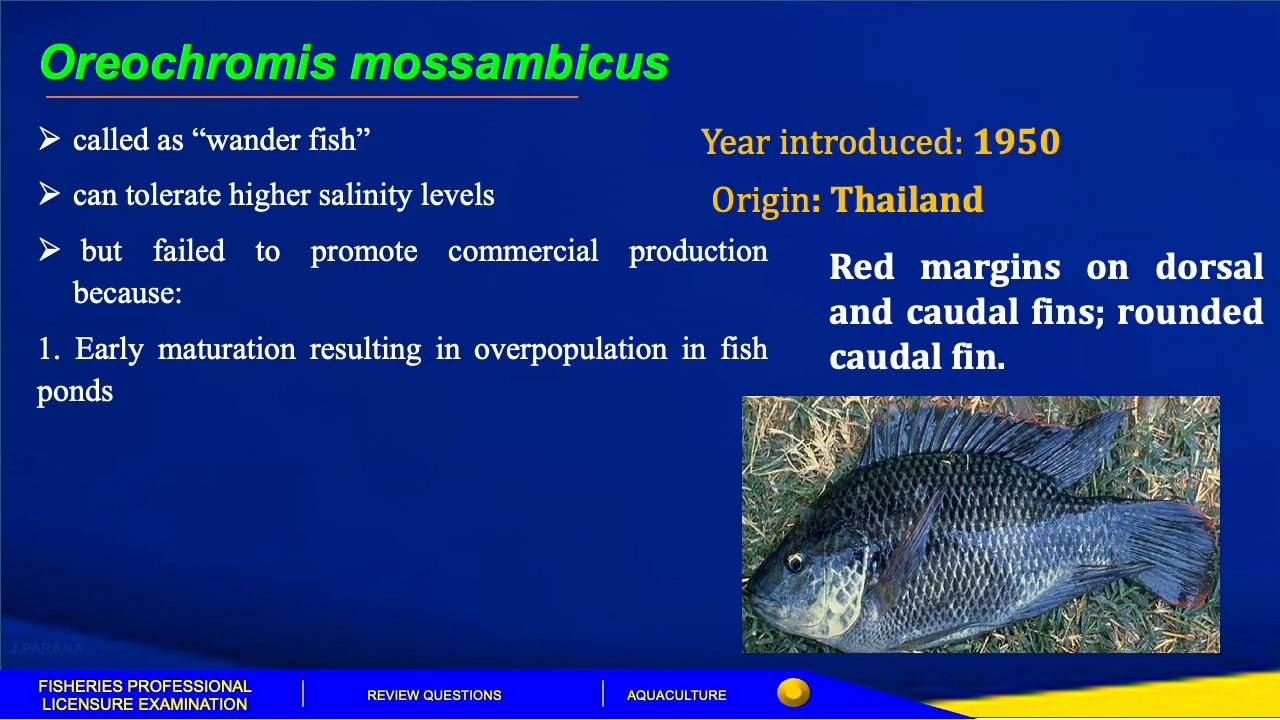 Oreochromis mossambicus
➢ called as “wander fish”
➢ can tolerate higher salinity levels
➢ but failed to promote commercial production
because:
1. Early maturation resulting in overpopulation in fish
ponds
Year introduced: 1950
Origin: Thailand
Red margins on dorsal
and caudal fins; rounded
caudal fin.
J.PARANA
FISHERIES PROFESSIONAL
LICENSURE EXAMINATION
REVIEW QUESTIONS
AQUACULTURE